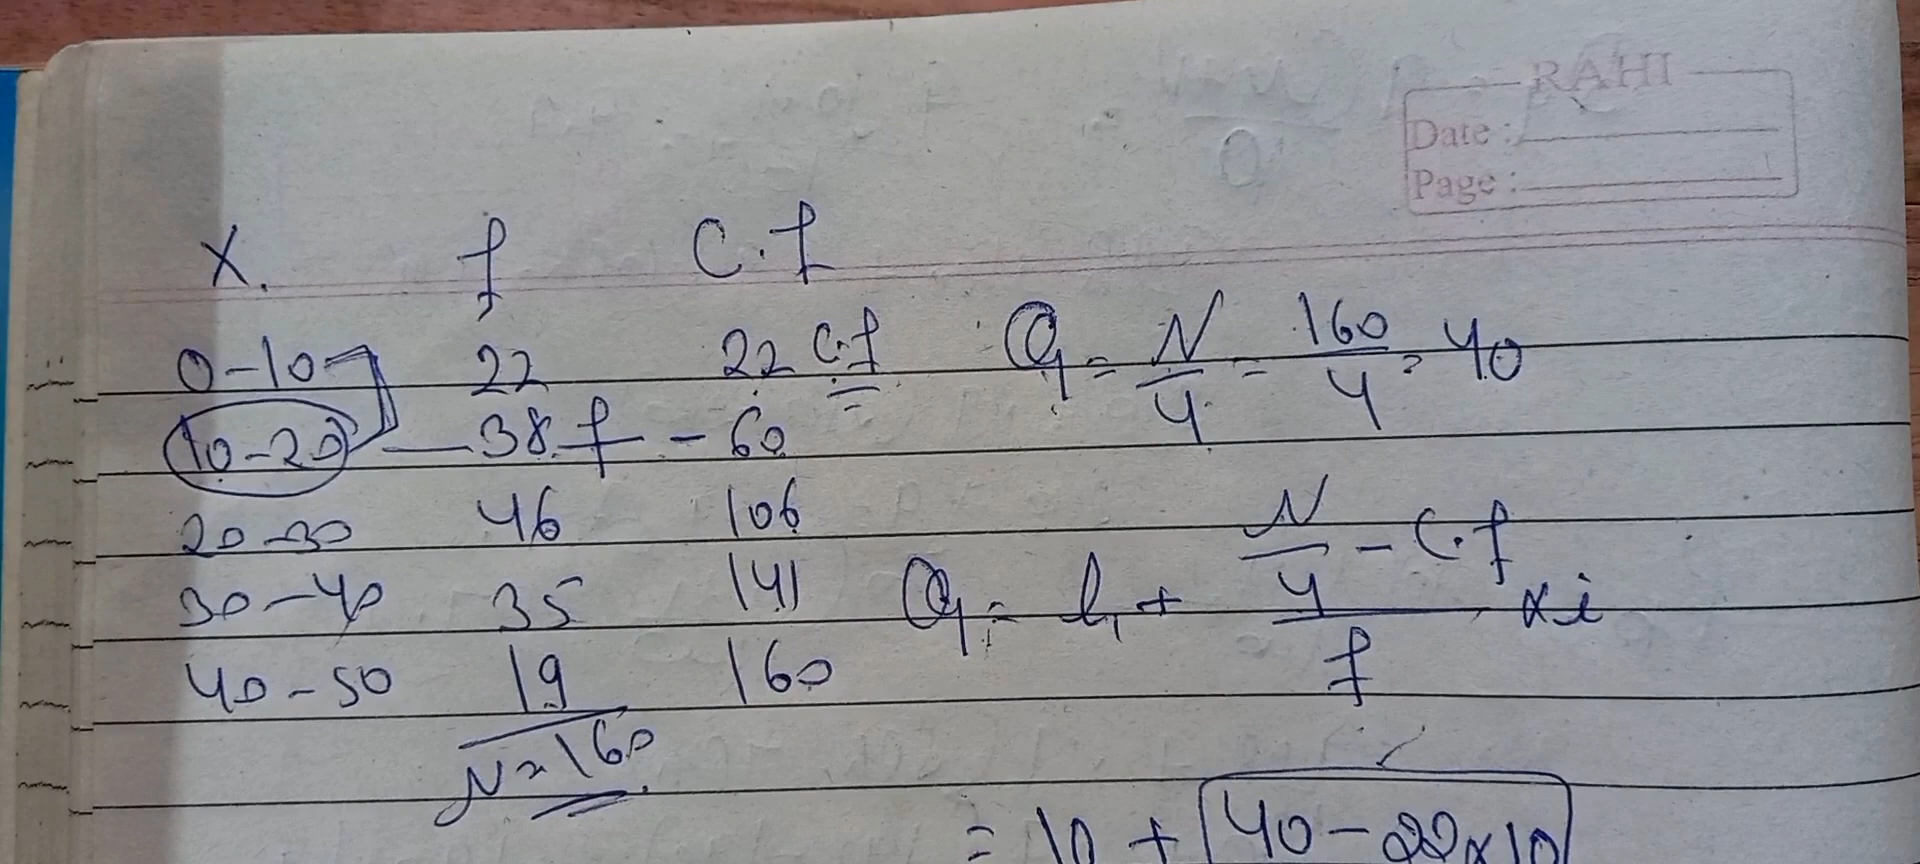 RAHI
Date :
Page :
X. f C.f
0-10 22 22 C.f Q₁ = N/4 = 160/4 = 40
10-20 — 38 f — 60
20-30 46 106
30-40 35 141 Q₁ = l₁ + (N/4 - C.f)/f × i
40-50 19 160
N = 160
= 10 + 40 - 22 × 10